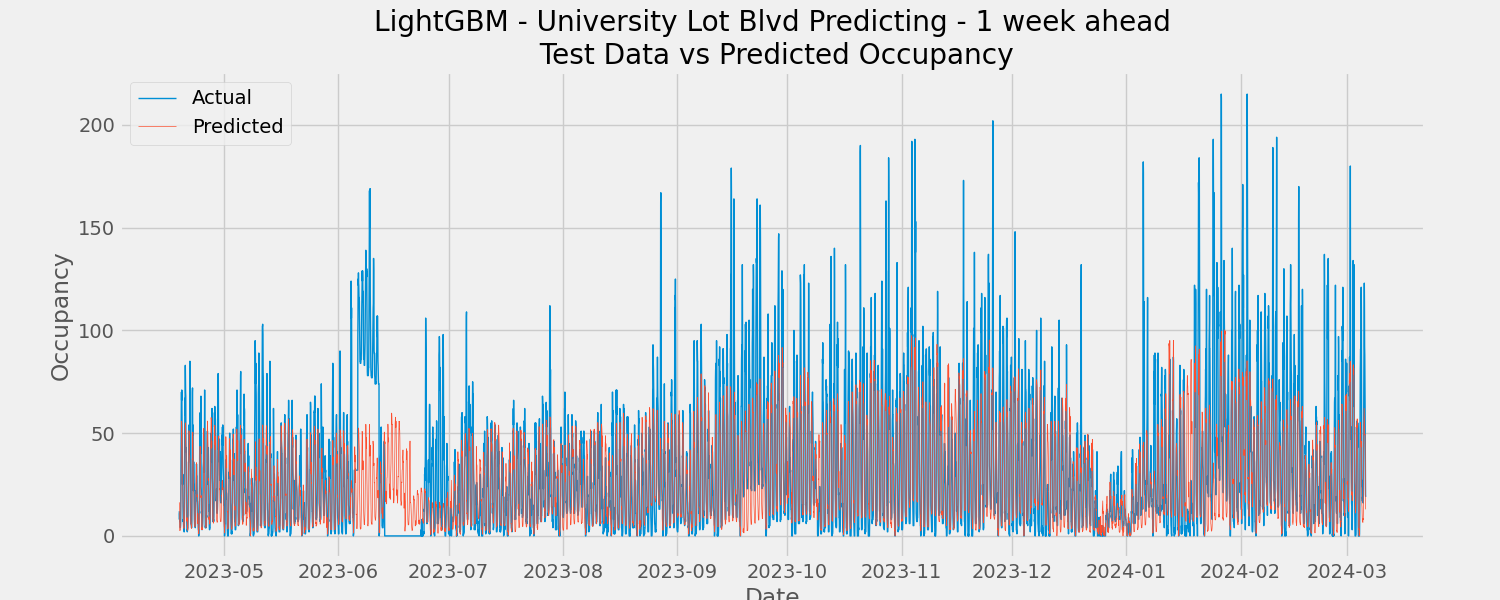 LightGBM - University Lot Blvd Predicting - 1 week ahead
Test Data vs Predicted Occupancy
Actual
Predicted
Occupancy
200
150
100
50
0
2023-05 2023-06 2023-07 2023-08 2023-09 2023-10 2023-11 2023-12 2024-01 2024-02 2024-03
Date